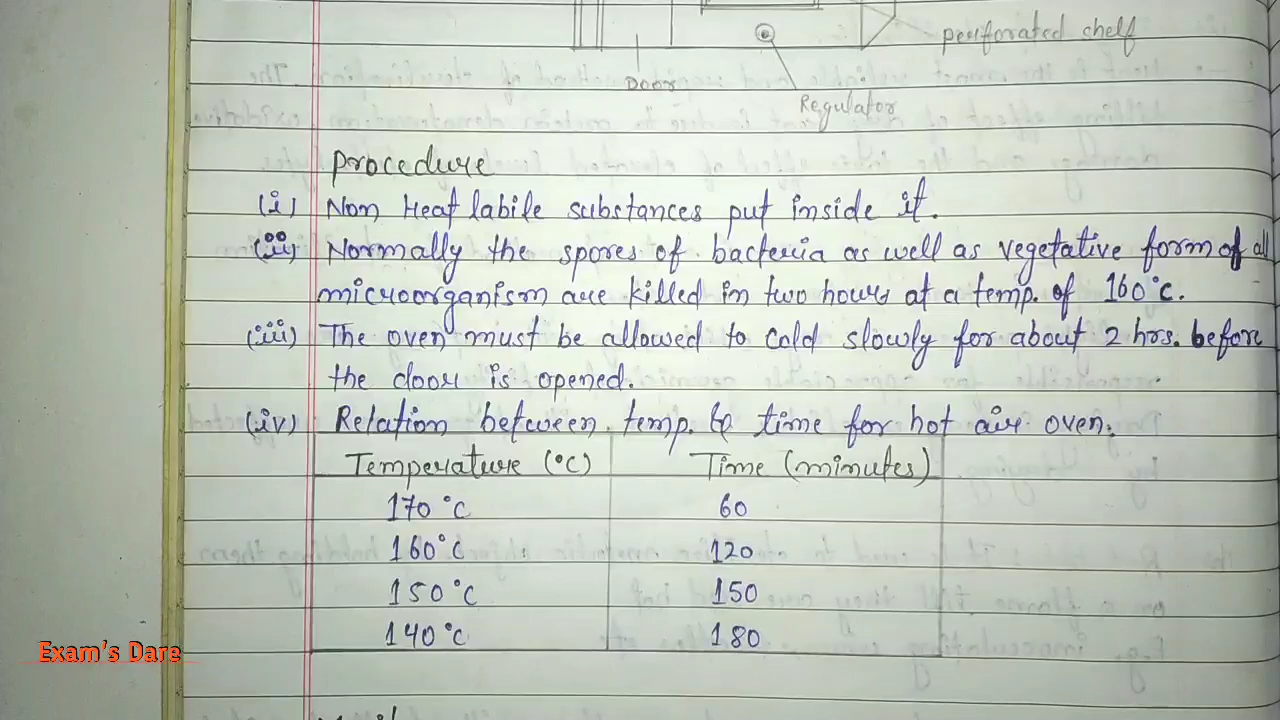 perforated shelf
Door
Regulator
Procedure
(i) Non Heat labile substances put inside it.
(ii) Normally the spores of bacteria as well as vegetative form of all
microorganism are killed in two hours at a temp. of 160°C.
(iii) The oven must be allowed to cold slowly for about 2 hrs. before
the door is opened.
(iv) Relation between temp. & time for hot air oven.
Temperature (°C) Time (minutes)
170°C 60
160°C 120
150°C 150
140°C 180
Exam's Dare